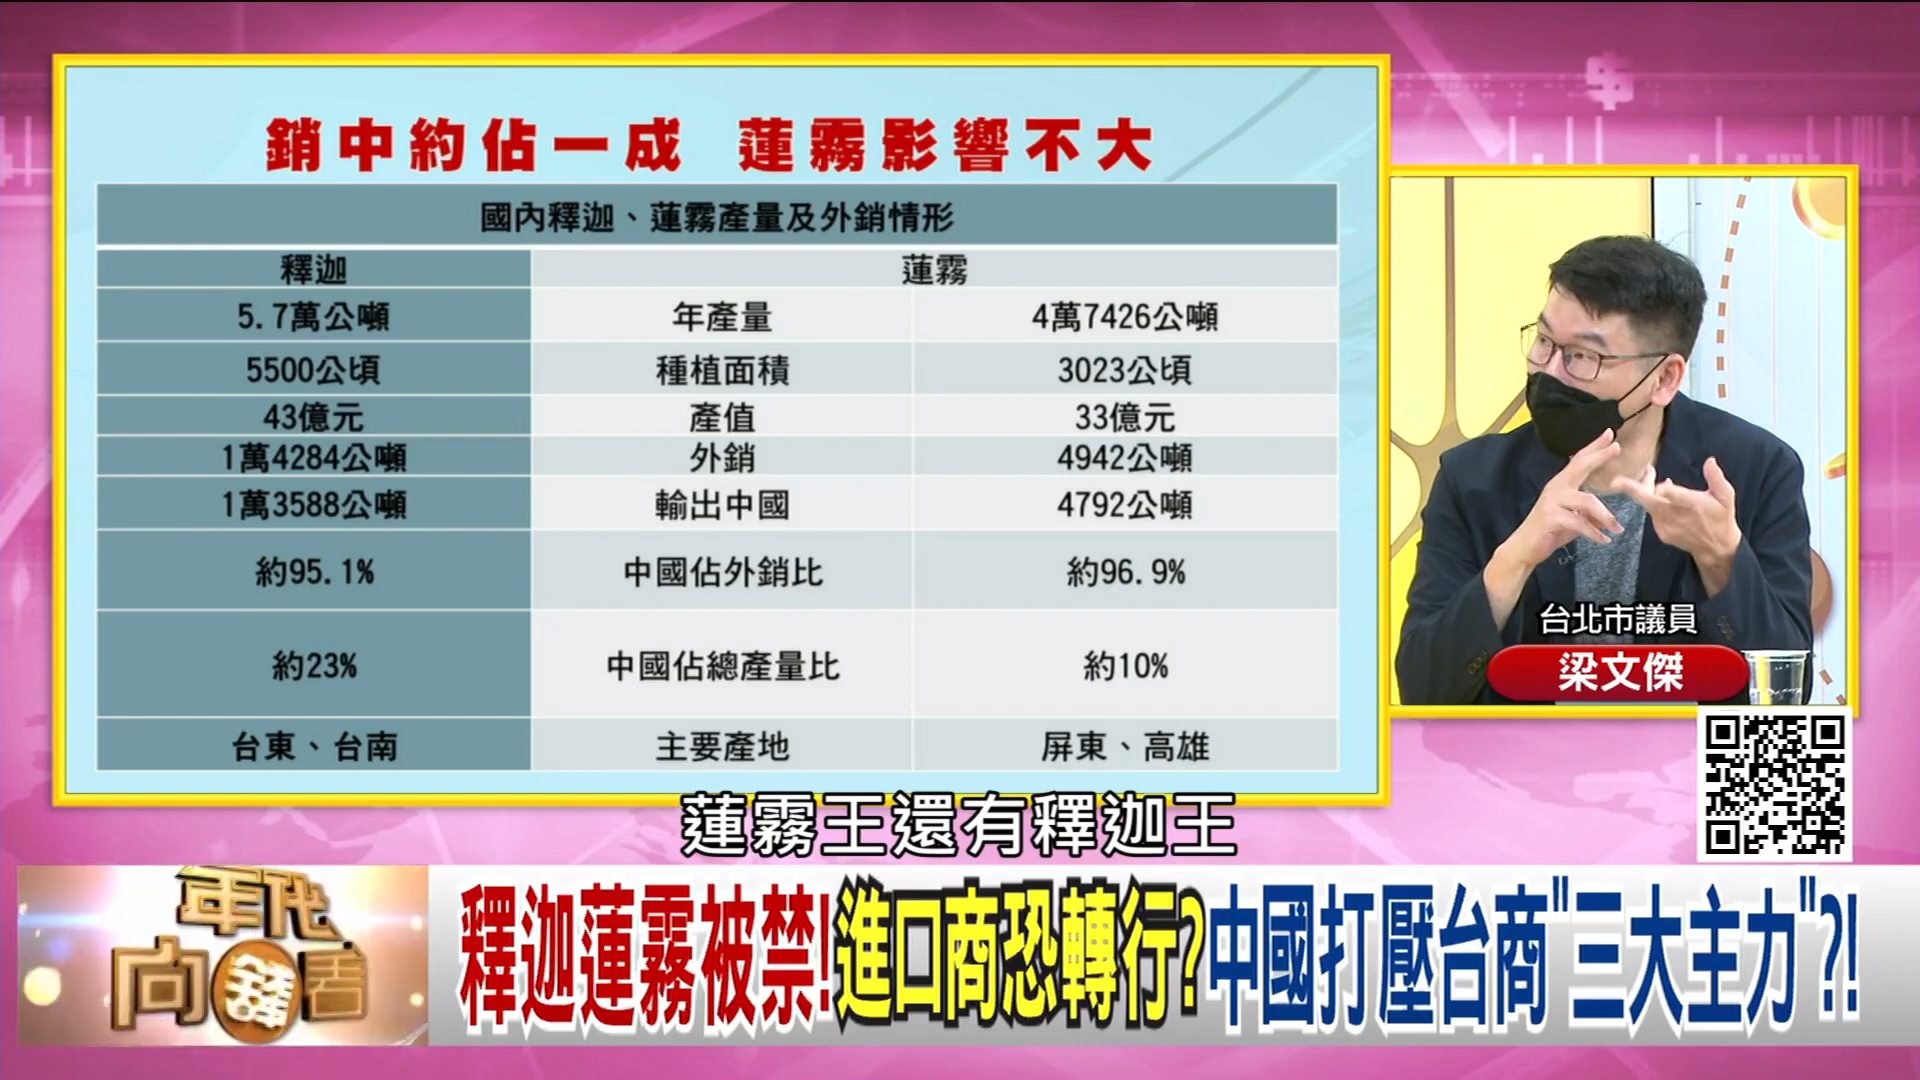 銷中約佔一成 蓮霧影響不大
國內釋迦、蓮霧產量及外銷情形
釋迦 蓮霧
5.7萬公噸 年產量 4萬7426公噸
5500公頃 種植面積 3023公頃
43億元 產值 33億元
1萬4284公噸 外銷 4942公噸
1萬3588公噸 輸出中國 4792公噸
約95.1% 中國佔外銷比 約96.9%
約23% 中國佔總產量比 約10%
台東、台南 主要產地 屏東、高雄
台北市議員
梁文傑
蓮霧王還有釋迦王
年代
向錢看
釋迦蓮霧被禁!進口商恐轉行?中國打壓台商"三大主力"?!